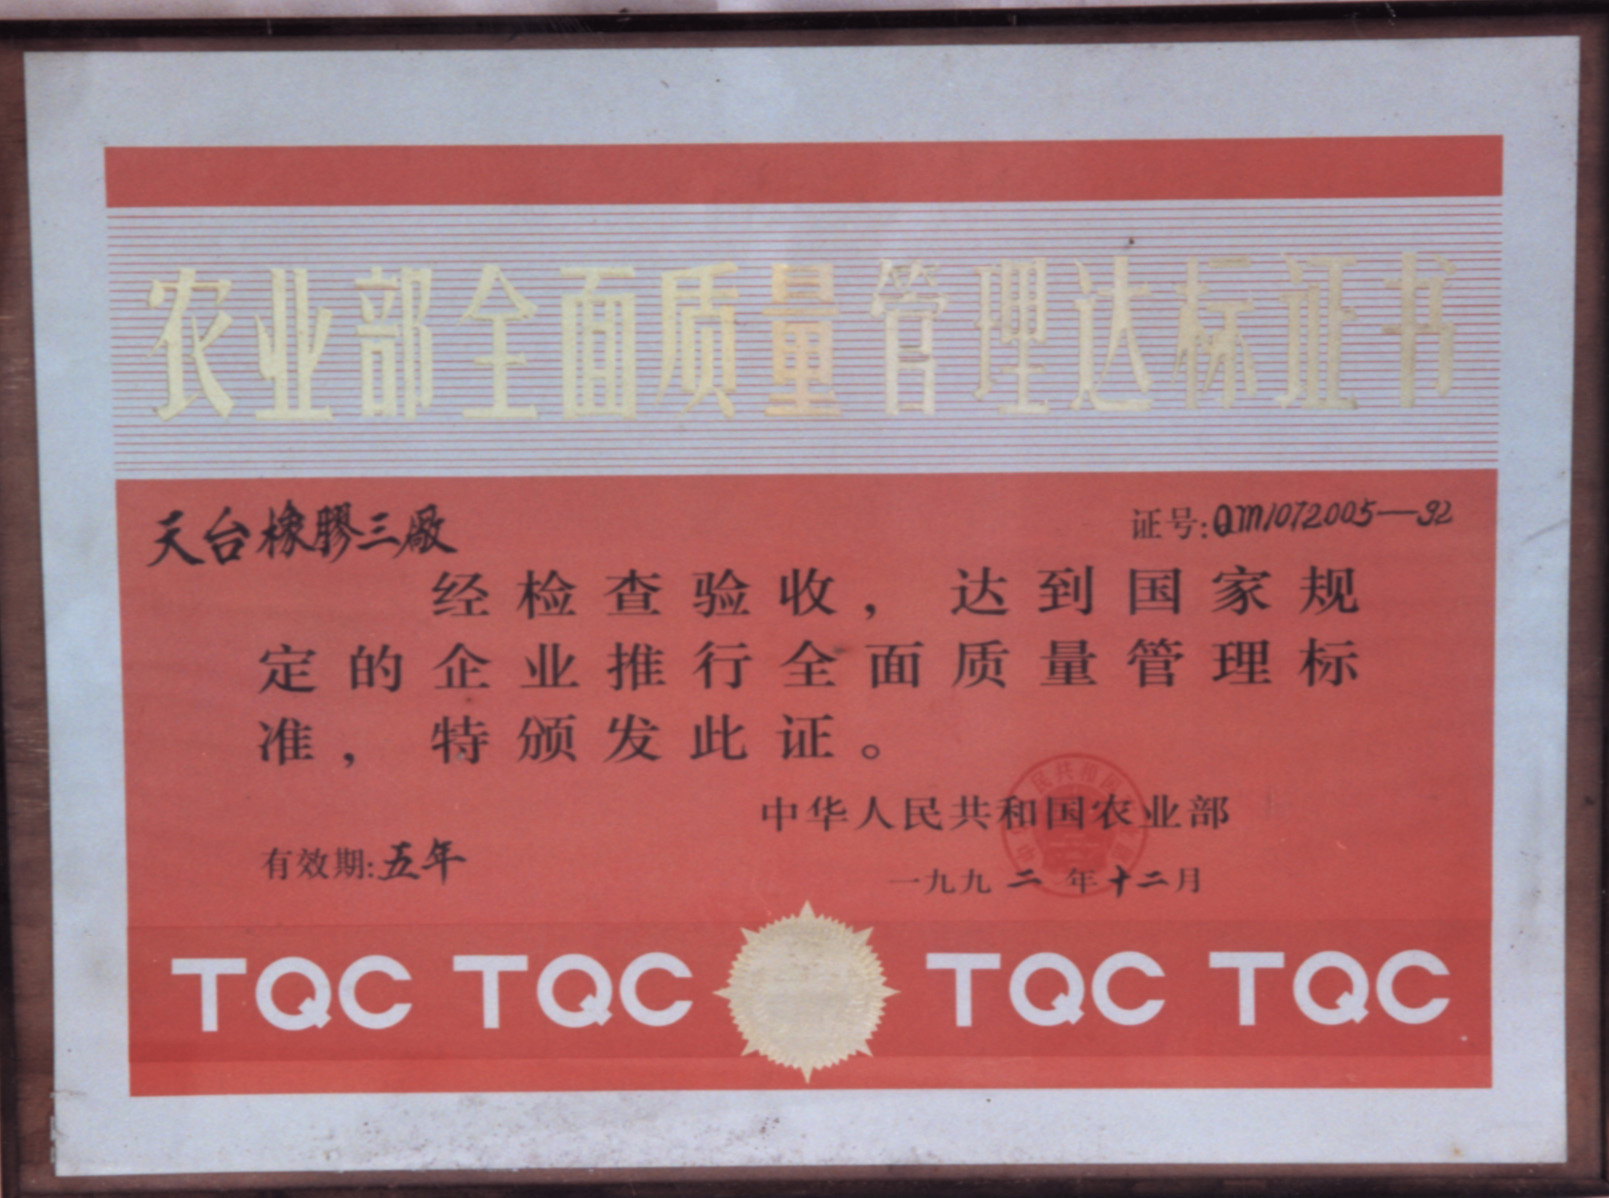 农业部全面质量管理达标证书
天台橡膠三廠
证号:QM1072005—92
经检查验收，达到国家规
定的企业推行全面质量管理标
准，特颁发此证。
中华人民共和国农业部
有效期:五年
一九九二年十二月
TQC TQC TQC TQC